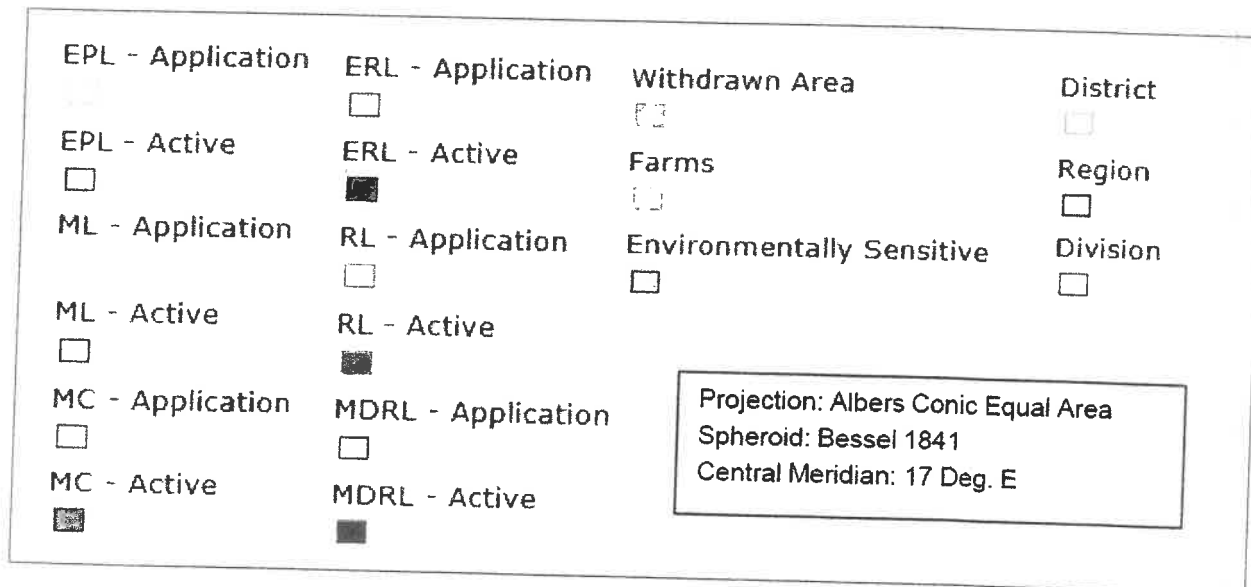 EPL - Application
EPL - Active
ML - Application
ML - Active
MC - Application
MC - Active
ERL - Application
ERL - Active
RL - Application
RL - Active
MDRL - Application
MDRL - Active
Withdrawn Area
Farms
Environmentally Sensitive
District
Region
Division
Projection: Albers Conic Equal Area
Spheroid: Bessel 1841
Central Meridian: 17 Deg. E